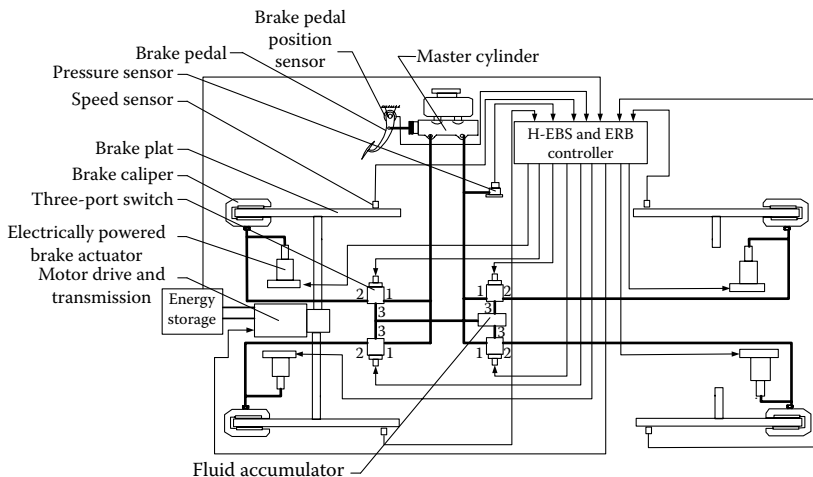 Brake pedal
position
sensor
Brake pedal
Pressure sensor
Speed sensor
Master cylinder
H-EBS and ERB
controller
Brake plat
Brake caliper
Three-port switch
Electrically powered
brake actuator
Motor drive and
transmission
Energy
storage
2 1
3
1 2
3
3
2 1
3
1 2
Fluid accumulator